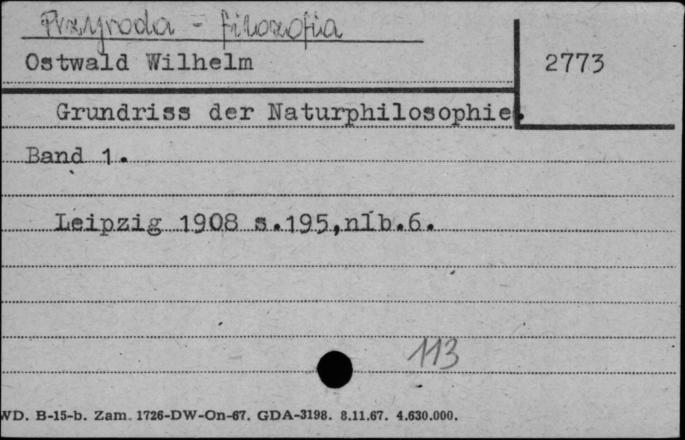 Przyroda - filozofia
Ostwald Wilhelm
2773
Grundriss der Naturphilosophie.
Band 1.
Leipzig 1908 s.195,nlb.6.
113
WD. B-15-b. Zam. 1726-DW-On-67. GDA-3198. 8.11.67. 4.630.000.